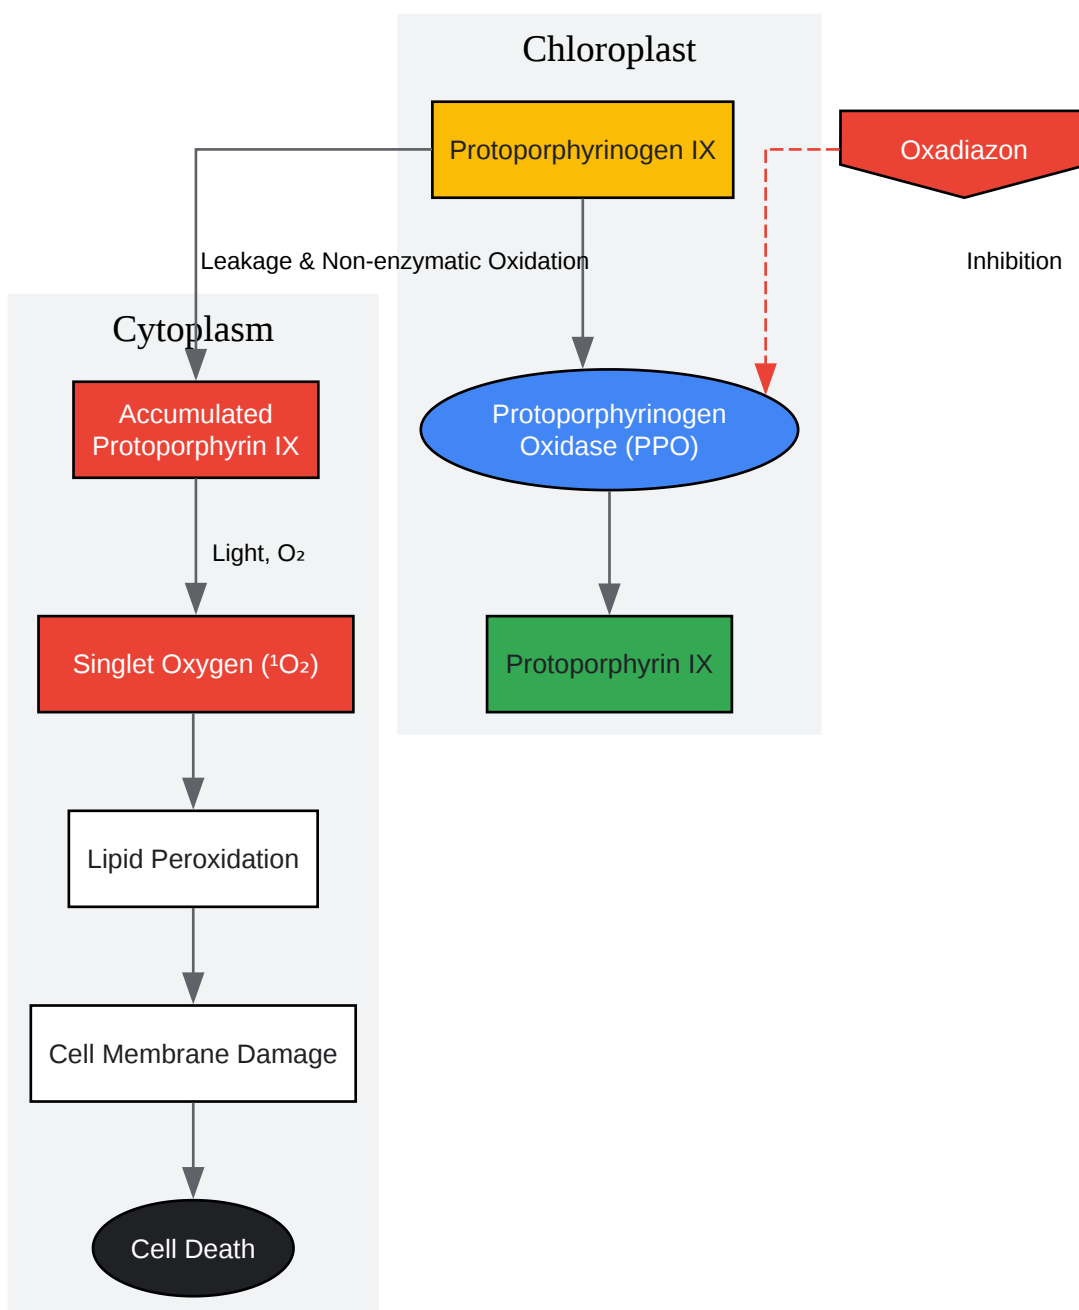 Chloroplast
Protoporphyrinogen IX
Oxadiazon
Leakage & Non-enzymatic Oxidation
Inhibition
Cytoplasm
Accumulated
Protoporphyrin IX
Protoporphyrinogen
Oxidase (PPO)
Light, O₂
Singlet Oxygen (¹O₂)
Protoporphyrin IX
Lipid Peroxidation
Cell Membrane Damage
Cell Death